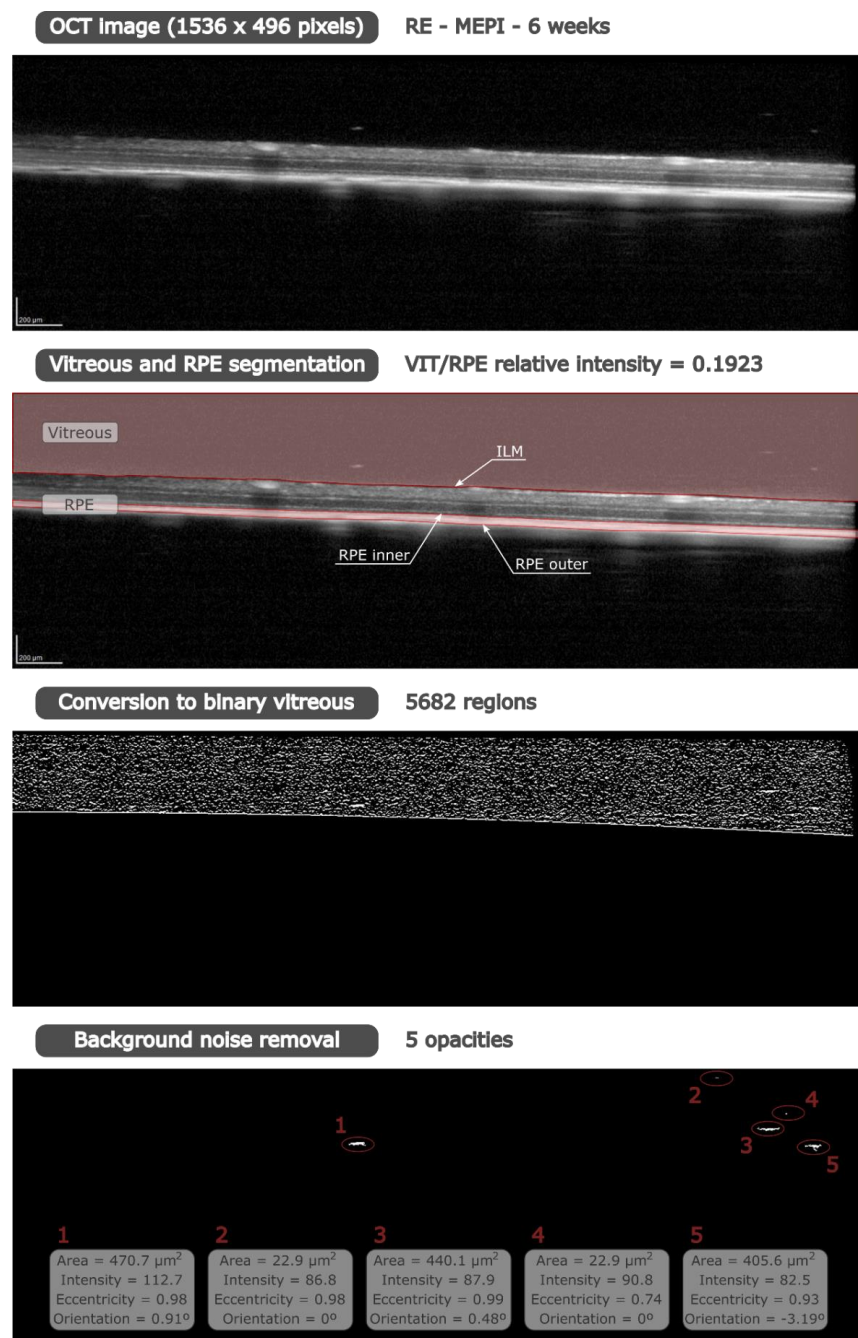 OCT image (1536 x 496 pixels) RE - MEPI - 6 weeks
200 µm
Vitreous and RPE segmentation VIT/RPE relative intensity = 0.1923
Vitreous
ILM
RPE
RPE inner
RPE outer
200 µm
Conversion to binary vitreous 5682 regions
Background noise removal 5 opacities
2
4
1
3
5
1
Area = 470.7 µm²
Intensity = 112.7
Eccentricity = 0.98
Orientation = 0.91º
2
Area = 22.9 µm²
Intensity = 86.8
Eccentricity = 0.98
Orientation = 0º
3
Area = 440.1 µm²
Intensity = 87.9
Eccentricity = 0.99
Orientation = 0.48º
4
Area = 22.9 µm²
Intensity = 90.8
Eccentricity = 0.74
Orientation = 0º
5
Area = 405.6 µm²
Intensity = 82.5
Eccentricity = 0.93
Orientation = -3.19º